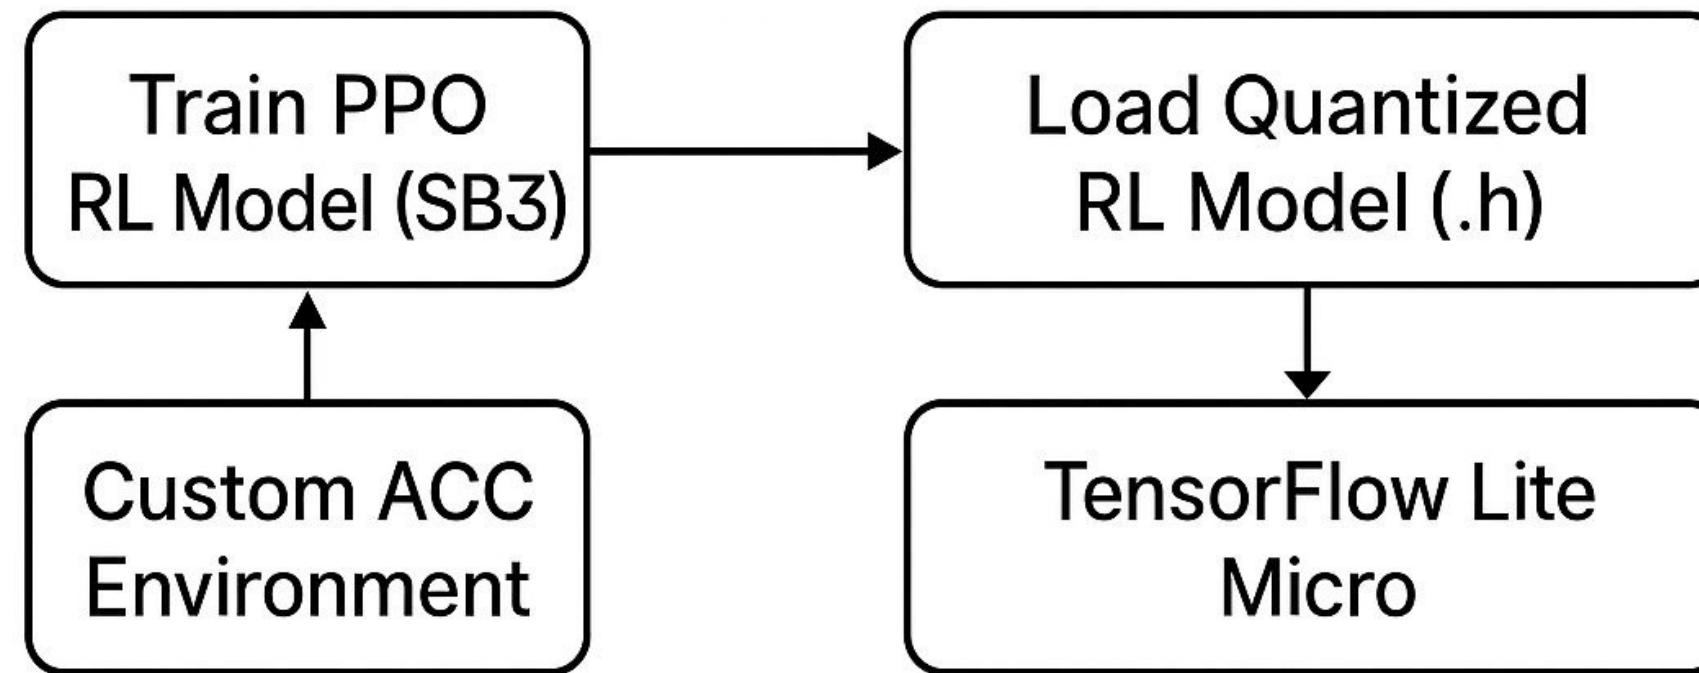 Train PPO
RL Model (SB3)
Load Quantized
RL Model (.h)
Custom ACC
Environment
TensorFlow Lite
Micro